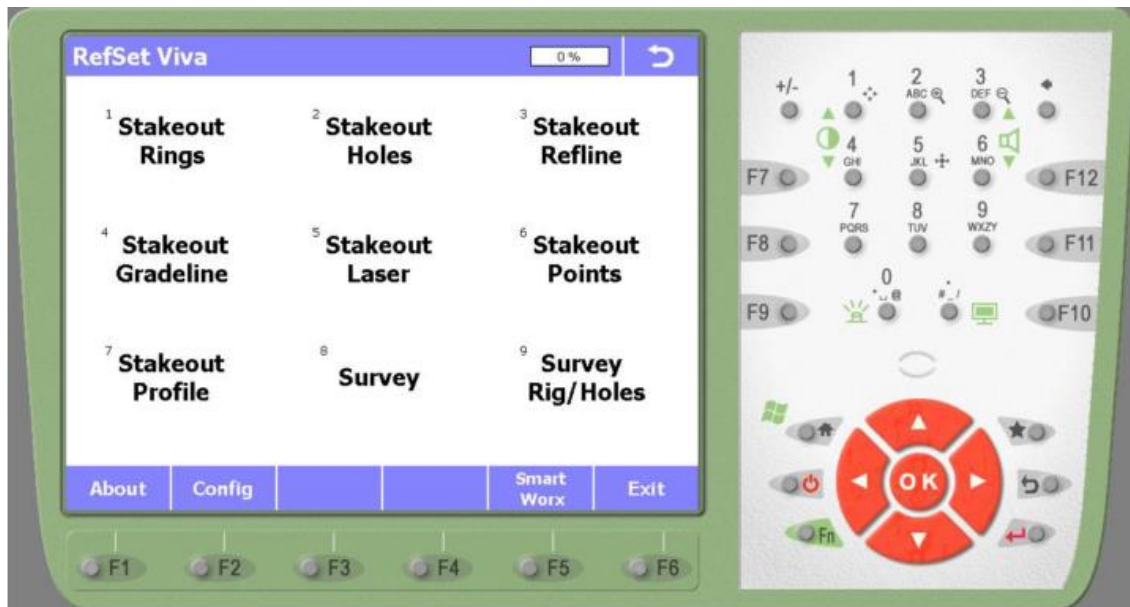 RefSet Viva
0 %
1 Stakeout
Rings
2 Stakeout
Holes
3 Stakeout
Refline
4 Stakeout
Gradeline
5 Stakeout
Laser
6 Stakeout
Points
7 Stakeout
Profile
8 Survey
9 Survey
Rig/Holes
About
Config
Smart
Worx
Exit
F1
F2
F3
F4
F5
F6
+/-
1
2
ABC
3
DEF
4
GHI
5
JKL
6
MNO
F7
F12
7
PQRS
8
TUV
9
WXZY
F8
F11
0
* ␣ @
.
# _ /
F9
F10
OK
Fn